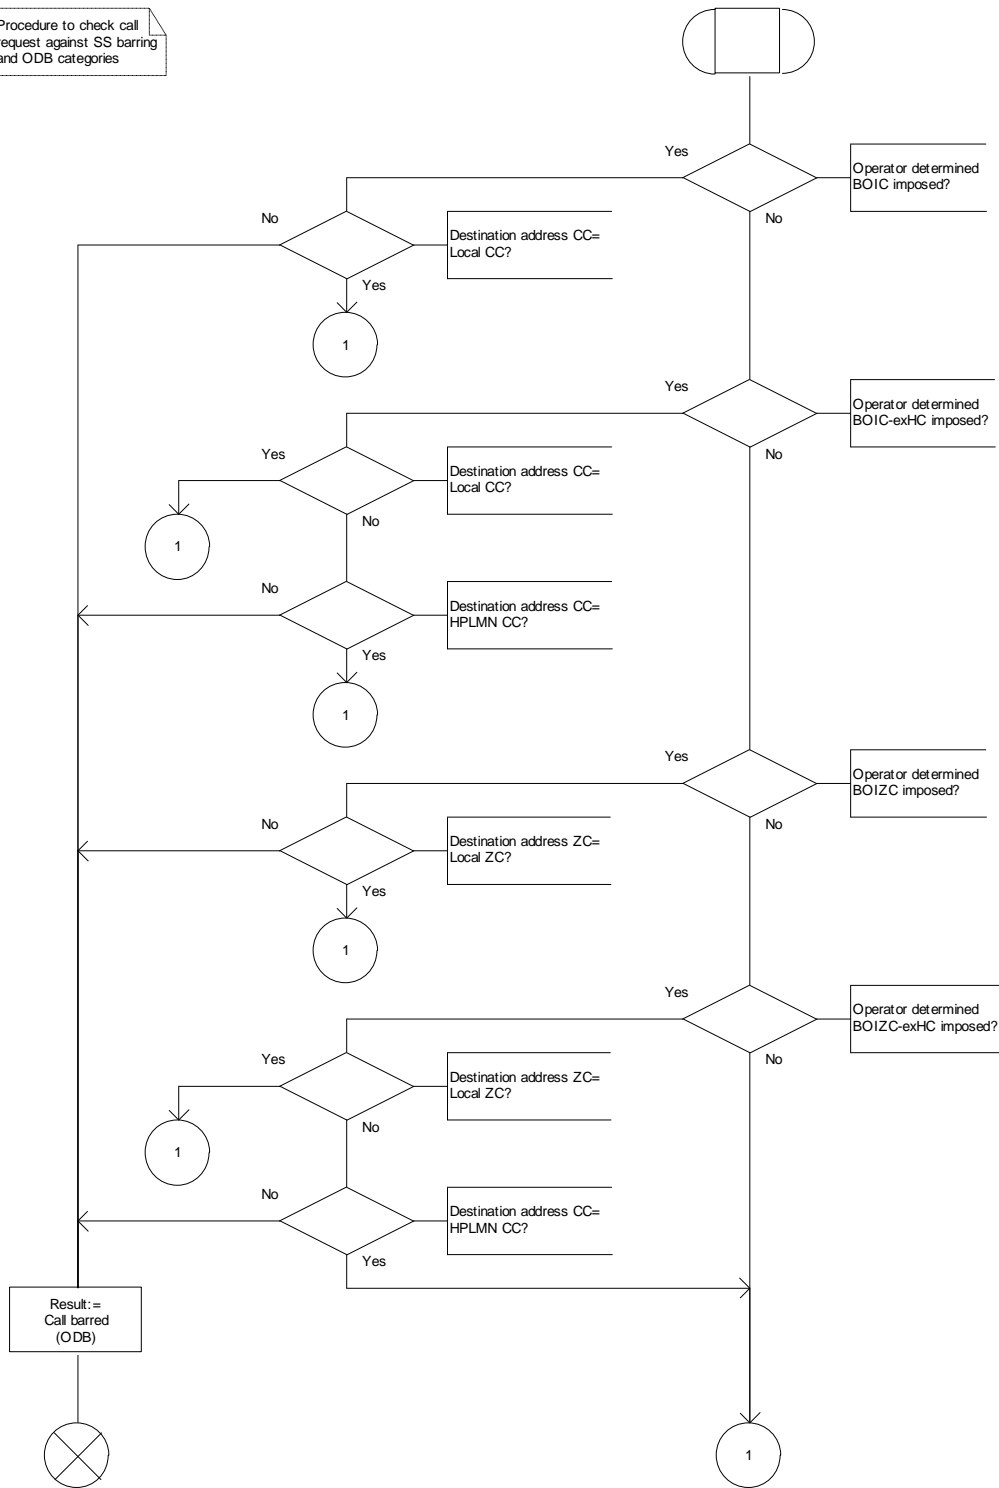 Procedure to check call
request against SS barring
and ODB categories
Yes
Operator determined
BOIC imposed?
No
No
Destination address CC=
Local CC?
Yes
1
Yes
Operator determined
BOIC-exHC imposed?
No
Yes
Destination address CC=
Local CC?
No
1
No
Destination address CC=
HPLMN CC?
Yes
1
Yes
Operator determined
BOIZC imposed?
No
No
Destination address ZC=
Local ZC?
Yes
1
Yes
Operator determined
BOIZC-exHC imposed?
No
Yes
Destination address ZC=
Local ZC?
No
1
No
Destination address CC=
HPLMN CC?
Yes
Result:=
Call barred
(ODB)
1